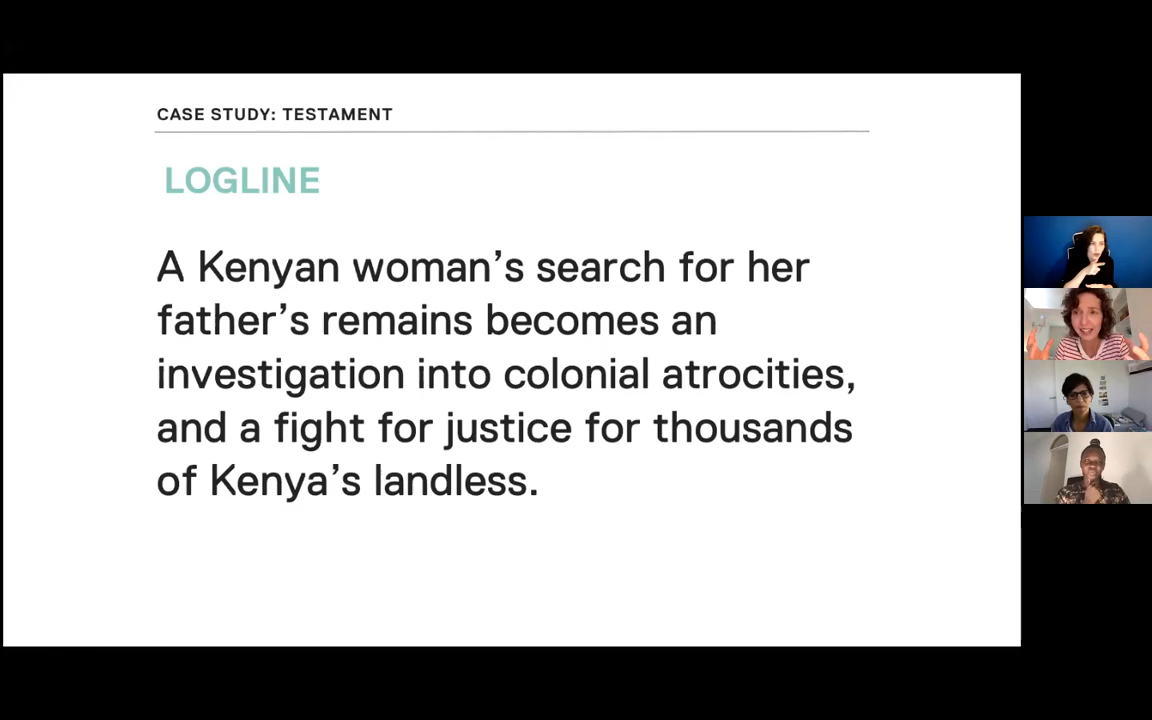 CASE STUDY: TESTAMENT
LOGLINE
A Kenyan woman’s search for her
father’s remains becomes an
investigation into colonial atrocities,
and a fight for justice for thousands
of Kenya’s landless.